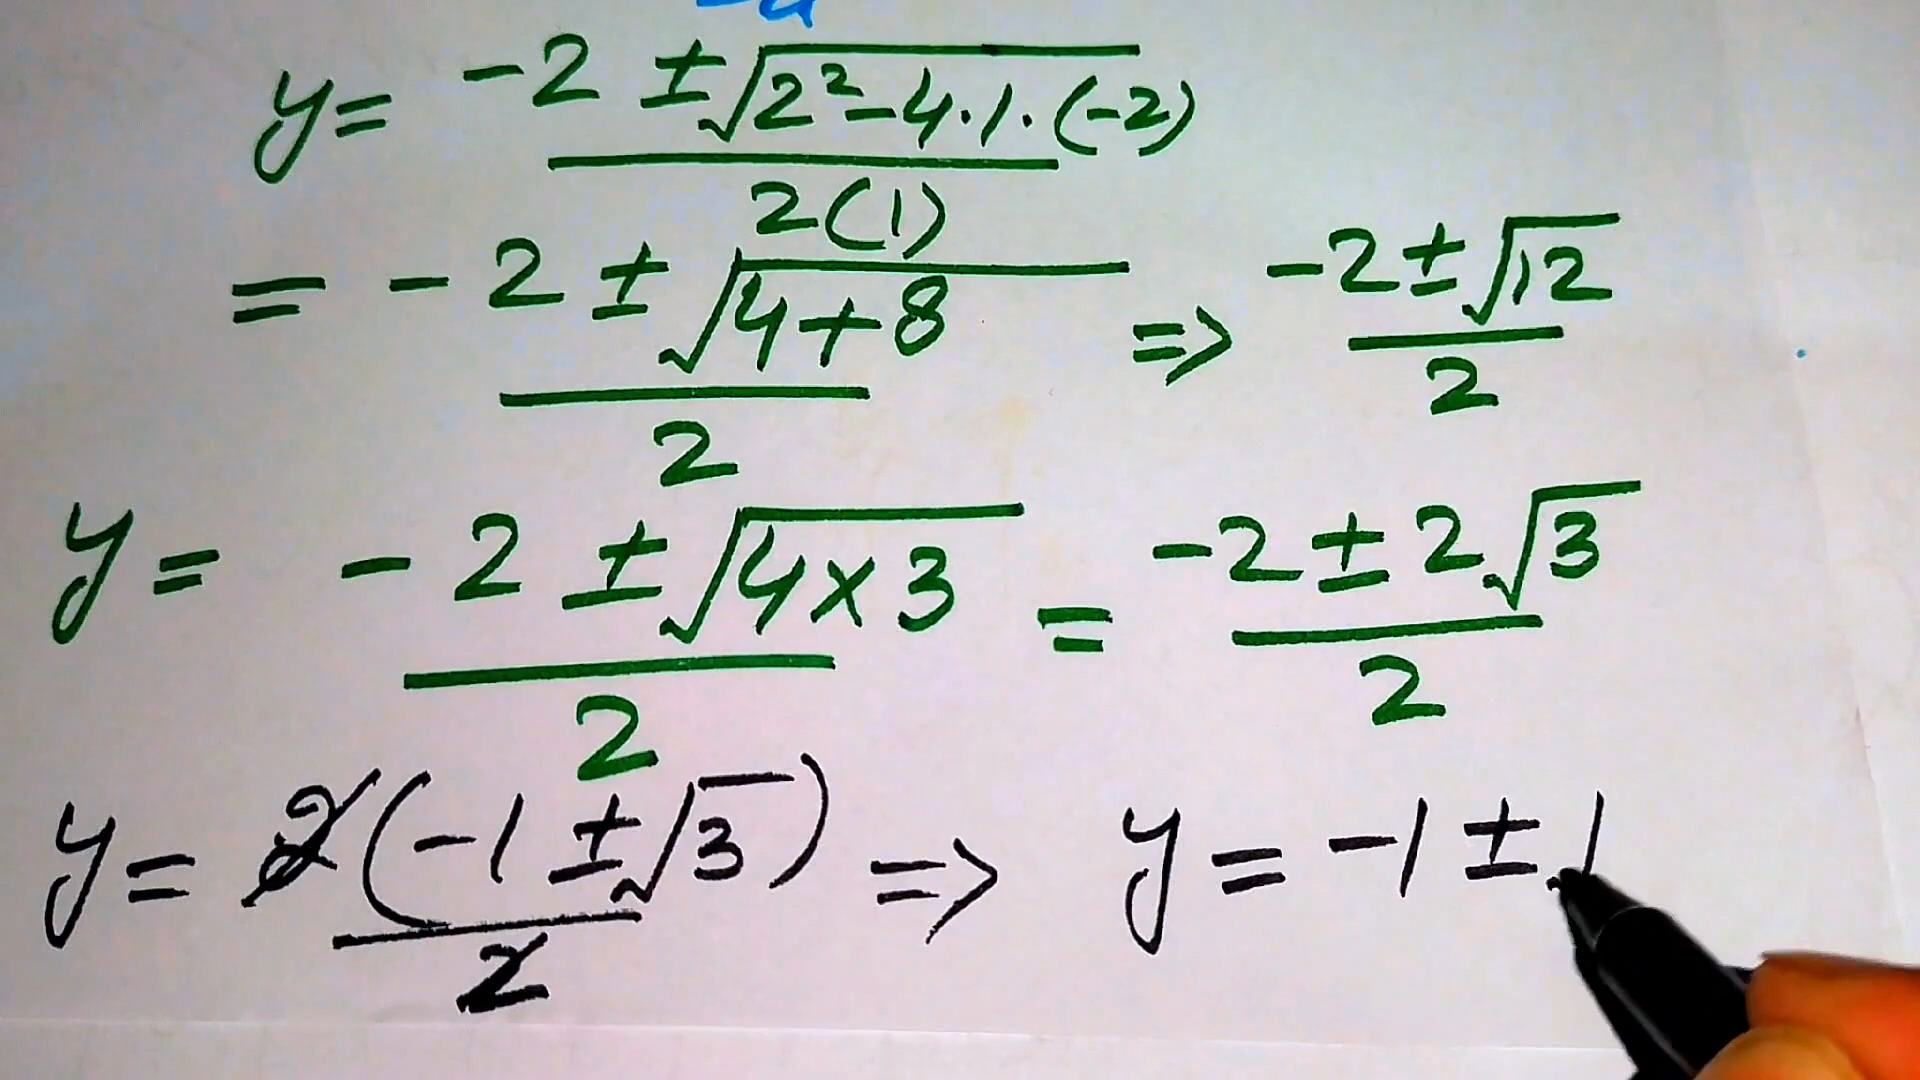 2a
y= -2 ±√2²-4·1·(-2) / 2(1)
= -2 ±√4+8 / 2 => -2±√12 / 2
y= -2 ±√4×3 / 2 = -2±2√3 / 2
y= 2(-1±√3) / 2 => y=-1±√